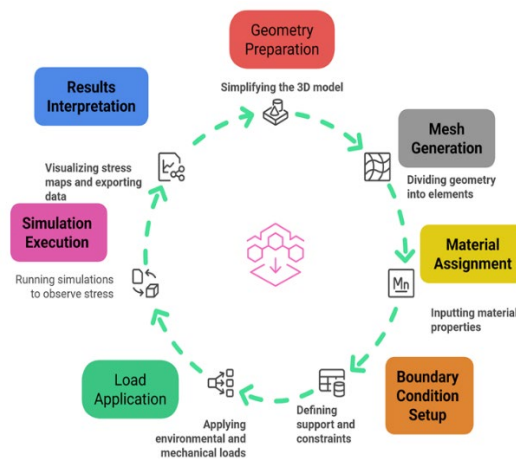 Geometry
Preparation
Simplifying the 3D model
Mesh
Generation
Dividing geometry
into elements
Material
Assignment
Mn
Inputting material
properties
Boundary
Condition
Setup
Defining
support and
constraints
Load
Application
Applying
environmental and
mechanical loads
Simulation
Execution
Running simulations
to observe stress
Results
Interpretation
Visualizing stress
maps and exporting
data